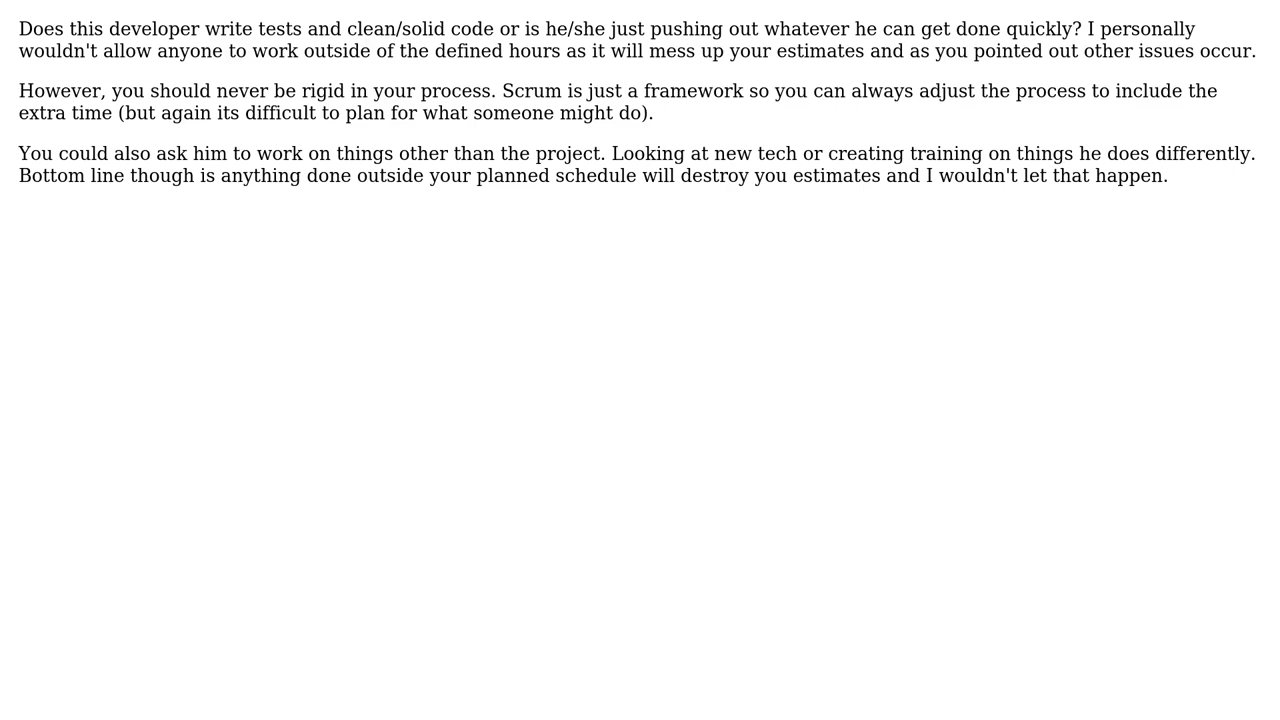 Does this developer write tests and clean/solid code or is he/she just pushing out whatever he can get done quickly? I personally
wouldn't allow anyone to work outside of the defined hours as it will mess up your estimates and as you pointed out other issues occur.
However, you should never be rigid in your process. Scrum is just a framework so you can always adjust the process to include the
extra time (but again its difficult to plan for what someone might do).
You could also ask him to work on things other than the project. Looking at new tech or creating training on things he does differently.
Bottom line though is anything done outside your planned schedule will destroy you estimates and I wouldn't let that happen.